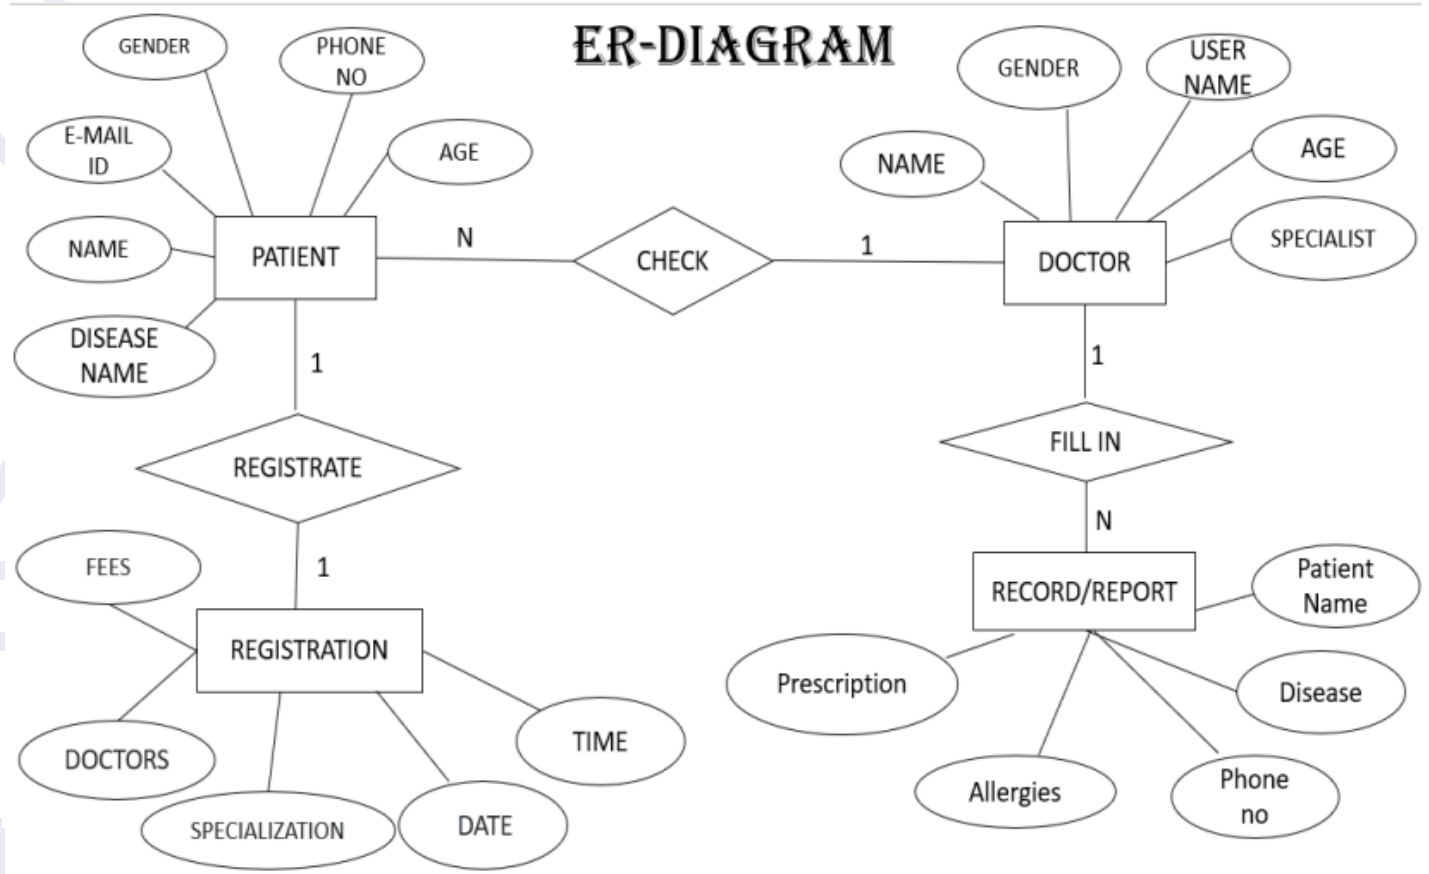 ER-DIAGRAM
GENDER
PHONE
NO
E-MAIL
ID
AGE
NAME
DISEASE
NAME
PATIENT
N
CHECK
1
GENDER
USER
NAME
NAME
AGE
SPECIALIST
DOCTOR
1
REGISTRATE
1
1
FILL IN
N
FEES
REGISTRATION
DOCTORS
SPECIALIZATION
DATE
TIME
RECORD/REPORT
Patient
Name
Prescription
Disease
Allergies
Phone
no